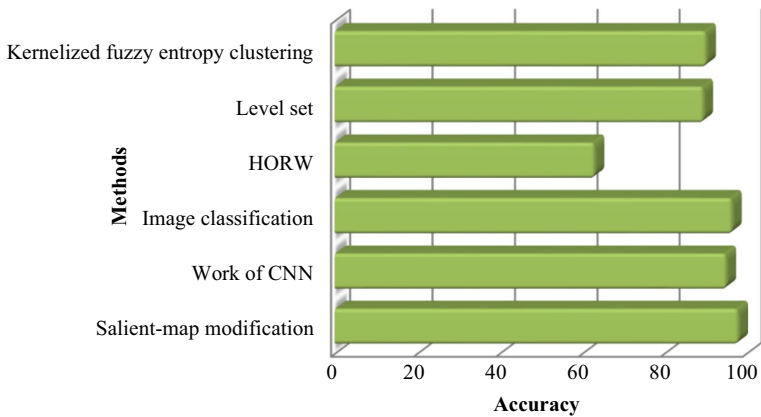 Kernelized fuzzy entropy clustering
Level set
HORW
Image classification
Work of CNN
Salient-map modification
Methods
0 20 40 60 80 100
Accuracy